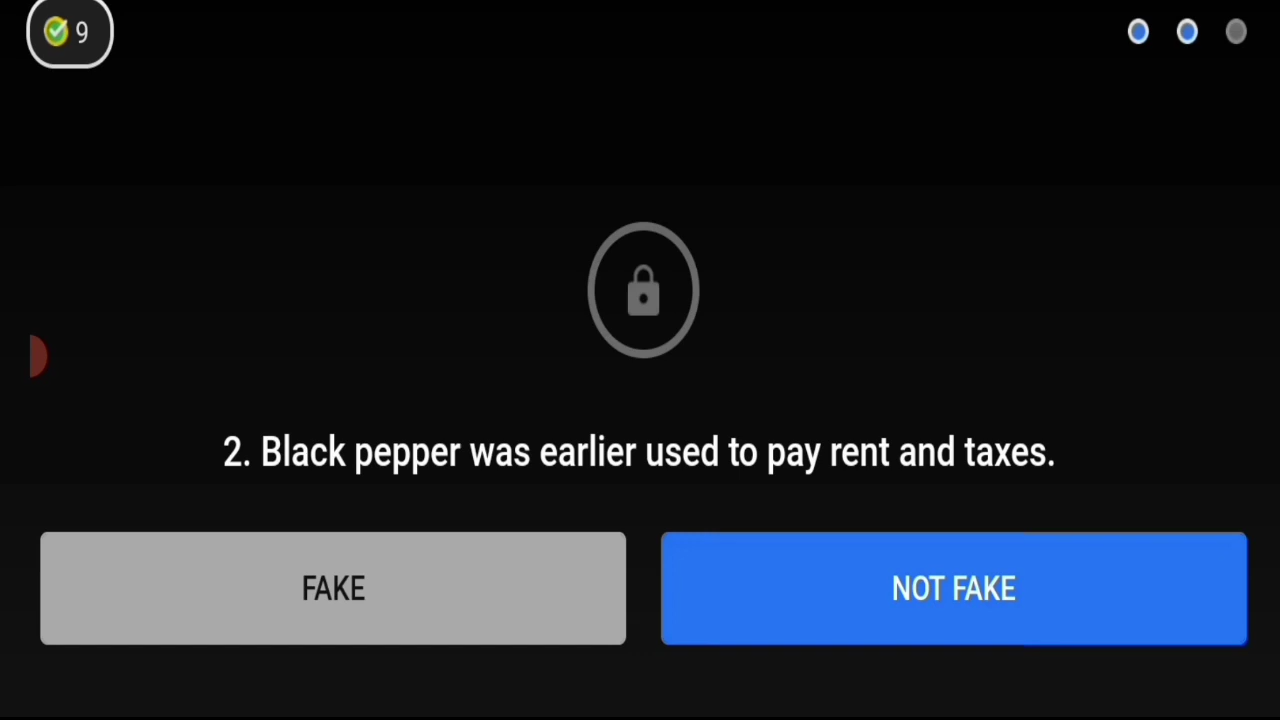 9
2. Black pepper was earlier used to pay rent and taxes.
FAKE
NOT FAKE